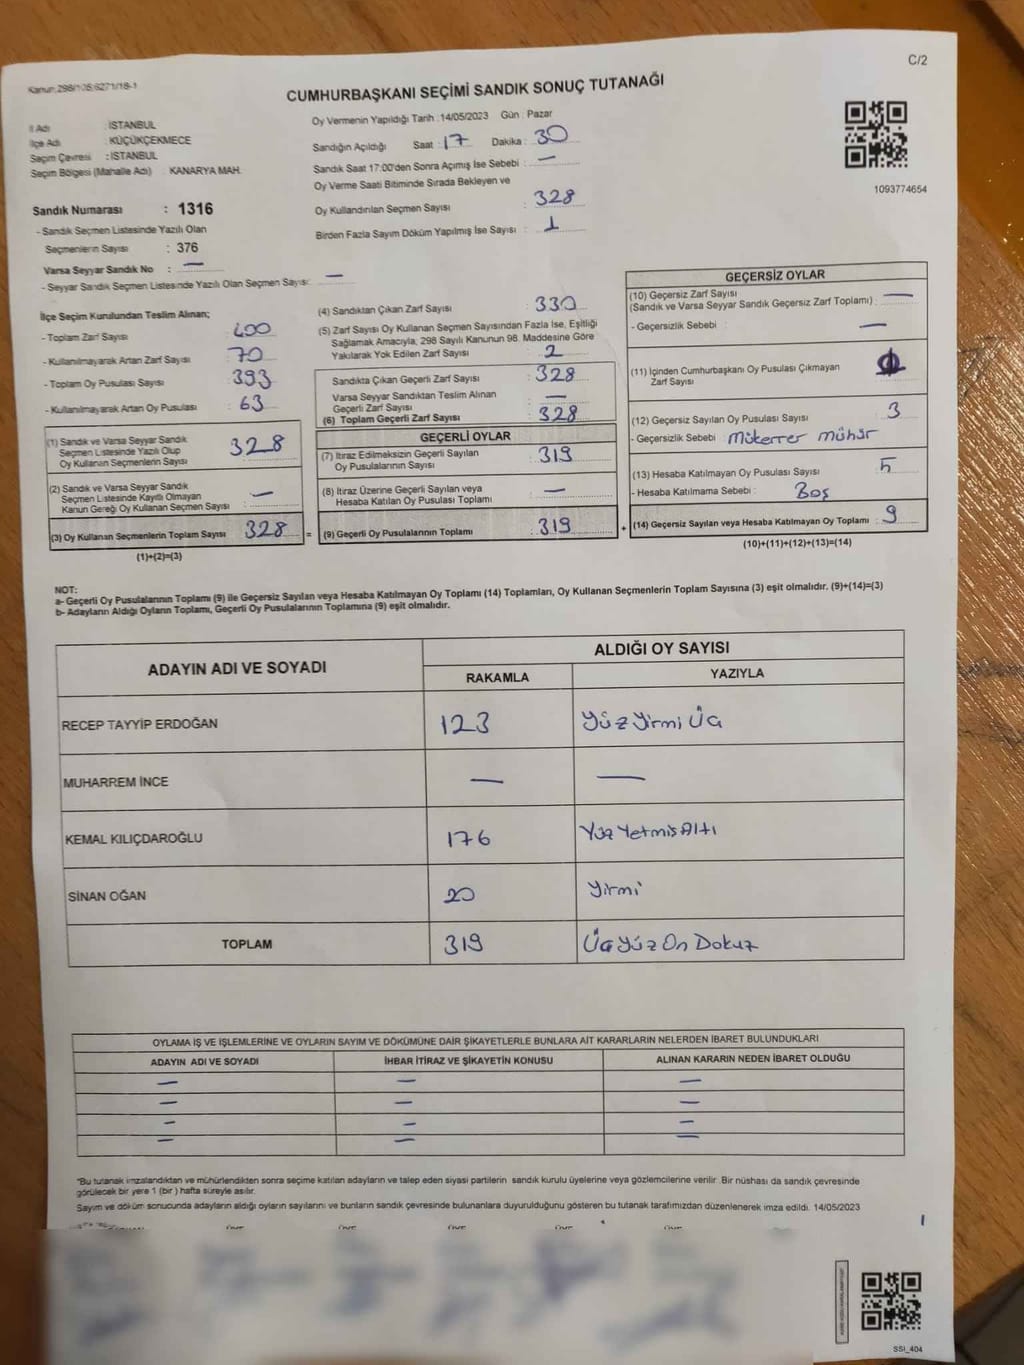 C/2
Kanun:298/105;6271/18-1
CUMHURBAŞKANI SEÇİMİ SANDIK SONUÇ TUTANAĞI
İl Adı : İSTANBUL
İlçe Adı : KÜÇÜKÇEKMECE
Seçim Çevresi : İSTANBUL
Seçim Bölgesi (Mahalle Adı) : KANARYA MAH.
Sandık Numarası : 1316
- Sandık Seçmen Listesinde Yazılı Olan
Seçmenlerin Sayısı : 376
Varsa Seyyar Sandık No : —
- Seyyar Sandık Seçmen Listesinde Yazılı Olan Seçmen Sayısı: —
Oy Vermenin Yapıldığı Tarih :14/05/2023 Gün : Pazar
Sandığın Açıldığı Saat : 17 Dakika : 30
Sandık Saat 17:00'den Sonra Açımış İse Sebebi : —
Oy Verme Saati Bitiminde Sırada Bekleyen ve
Oy Kullandırılan Seçmen Sayısı : 328
Birden Fazla Sayım Döküm Yapılmış İse Sayısı : 1
1093774654
İlçe Seçim Kurulundan Teslim Alınan;
- Toplam Zarf Sayısı : 400
- Kullanılmayarak Artan Zarf Sayısı : 70
- Toplam Oy Pusulası Sayısı : 393
- Kullanılmayarak Artan Oy Pusulası : 63
(1) Sandık ve Varsa Seyyar Sandık
Seçmen Listesinde Yazılı Olup
Oy Kullanan Seçmenlerin Sayısı : 328
(2) Sandık ve Varsa Seyyar Sandık
Seçmen Listesinde Kayıtlı Olmayan
Kanun Gereği Oy Kullanan Seçmen Sayısı : —
(3) Oy Kullanan Seçmenlerin Toplam Sayısı : 328
(1)+(2)=(3)
(4) Sandıktan Çıkan Zarf Sayısı : 330
(5) Zarf Sayısı Oy Kullanan Seçmen Sayısından Fazla İse, Eşitliği
Sağlamak Amacıyla; 298 Sayılı Kanunun 98. Maddesine Göre
Yakılarak Yok Edilen Zarf Sayısı : 2
Sandıkta Çıkan Geçerli Zarf Sayısı : 328
Varsa Seyyar Sandıktan Teslim Alınan
Geçerli Zarf Sayısı : —
(6) Toplam Geçerli Zarf Sayısı : 328
GEÇERLİ OYLAR
(7) İtiraz Edilmeksizin Geçerli Sayılan
Oy Pusulalarının Sayısı : 319
(8) İtiraz Üzerine Geçerli Sayılan veya
Hesaba Katılan Oy Pusulası Toplamı : —
= (9) Geçerli Oy Pusulalarının Toplamı : 319 +
GEÇERSİZ OYLAR
(10) Geçersiz Zarf Sayısı
(Sandık ve Varsa Seyyar Sandık Geçersiz Zarf Toplamı) : —
- Geçersizlik Sebebi : —
(11) İçinden Cumhurbaşkanı Oy Pusulası Çıkmayan
Zarf Sayısı :
(12) Geçersiz Sayılan Oy Pusulası Sayısı : 3
- Geçersizlik Sebebi : Mükerrer mühür
(13) Hesaba Katılmayan Oy Pusulası Sayısı :
- Hesaba Katılmama Sebebi : Boş
(14) Geçersiz Sayılan veya Hesaba Katılmayan Oy Toplamı : 9
(10)+(11)+(12)+(13)=(14)
NOT:
a- Geçerli Oy Pusulalarının Toplamı (9) ile Geçersiz Sayılan veya Hesaba Katılmayan Oy Toplamı (14) Toplamları, Oy Kullanan Seçmenlerin Toplam Sayısına (3) eşit olmalıdır. (9)+(14)=(3)
b- Adayların Aldığı Oyların Toplamı, Geçerli Oy Pusulalarının Toplamına (9) eşit olmalıdır.
ADAYIN ADI VE SOYADI
ALDIĞI OY SAYISI
RAKAMLA YAZIYLA
RECEP TAYYİP ERDOĞAN 123 Yüz Yirmi Üç
MUHARREM İNCE — —
KEMAL KILIÇDAROĞLU 176 Yüz Yetmiş Altı
SİNAN OĞAN 20 Yirmi
TOPLAM 319 Üç Yüz On Dokuz
OYLAMA İŞ VE İŞLEMLERİNE VE OYLARIN SAYIM VE DÖKÜMÜNE DAİR ŞİKAYETLERLE BUNLARA AİT KARARLARIN NELERDEN İBARET BULUNDUKLARI
ADAYIN ADI VE SOYADI İHBAR İTİRAZ VE ŞİKAYETİN KONUSU ALINAN KARARIN NEDEN İBARET OLDUĞU
— — —
— — —
— — —
— — —
*Bu tutanak imzalandıktan ve mühürlendikten sonra seçime katılan adayların ve talep eden siyasi partilerin sandık kurulu üyelerine veya gözlemcilerine verilir. Bir nüshası da sandık çevresinde
görülecek bir yere 1 (bir ) hafta süreyle asılır.
Sayım ve döküm sonucunda adayların aldığı oyların sayılarını ve bunların sandık çevresinde bulunanlara duyurulduğunu gösteren bu tutanak tarafımızdan düzenlenerek imza edildi. 14/05/2023
SSI_404